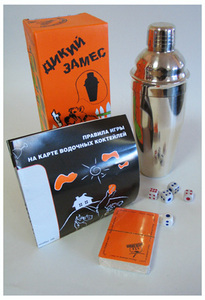 ДИКИЙ
ЗАМЕС
ПРАВИЛА ИГРЫ
НА КАРТЕ ВОДОЧНЫХ КОКТЕЙЛЕЙ